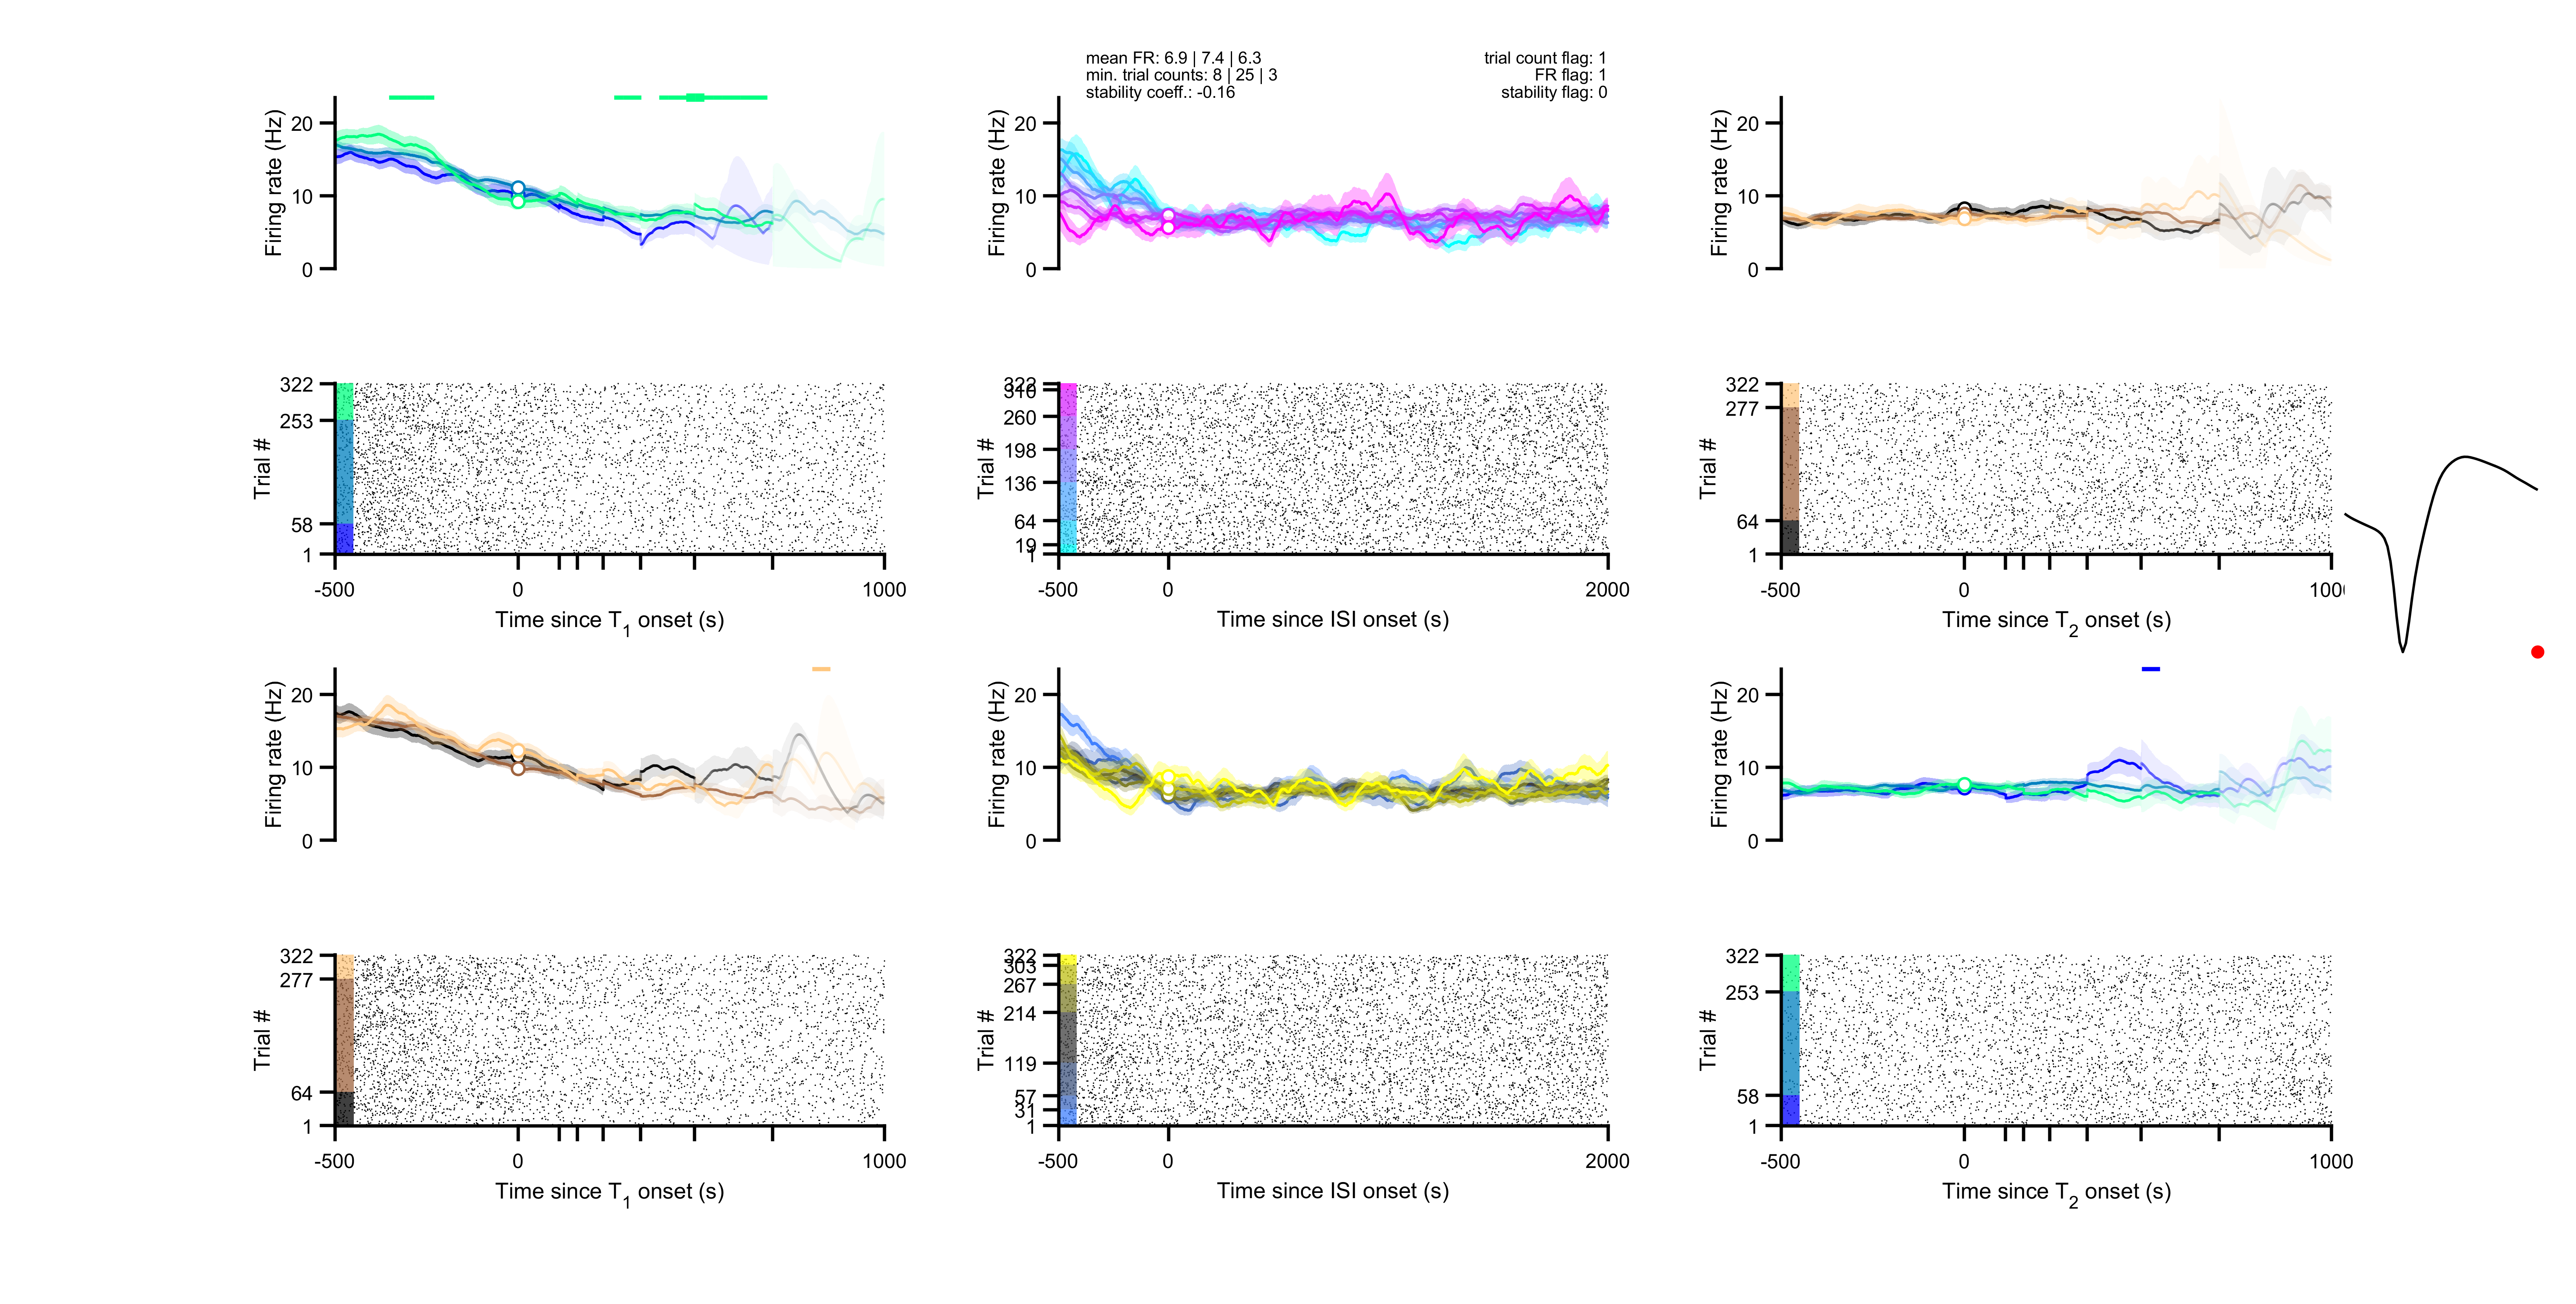 mean FR: 6.9 | 7.4 | 6.3
min. trial counts: 8 | 25 | 3
stability coeff.: -0.16
trial count flag: 1
FR flag: 1
stability flag: 0
Firing rate (Hz)
20
10
0
Firing rate (Hz)
20
10
0
Firing rate (Hz)
20
10
0
Trial #
322
253
58
1
-500
0
1000
Time since T1 onset (s)
Trial #
322
310
260
198
136
64
19
1
-500
0
2000
Time since ISI onset (s)
Trial #
322
277
64
1
-500
0
100
Time since T2 onset (s)
Firing rate (Hz)
20
10
0
Firing rate (Hz)
20
10
0
Firing rate (Hz)
20
10
0
Trial #
322
277
64
1
-500
0
1000
Time since T1 onset (s)
Trial #
322
303
267
214
119
57
31
1
-500
0
2000
Time since ISI onset (s)
Trial #
322
253
58
1
-500
0
1000
Time since T2 onset (s)